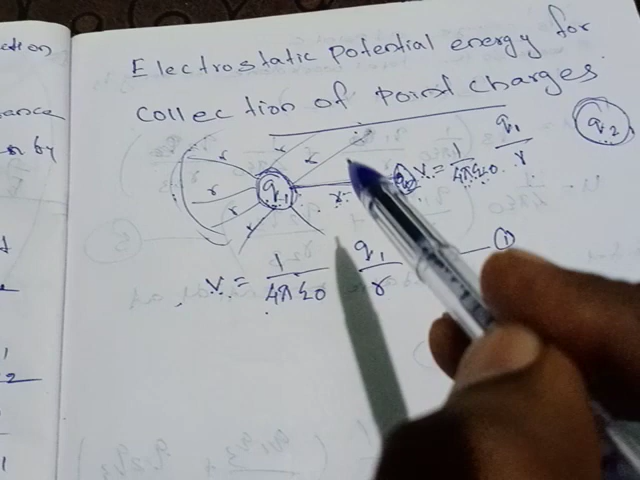 Electrostatic potential energy for
collection of point charges.
q1
r
r
r
r
r
r
r
V = 1/4πε0 q1/r
q2
V = 1/4πε0 q1/r — ①